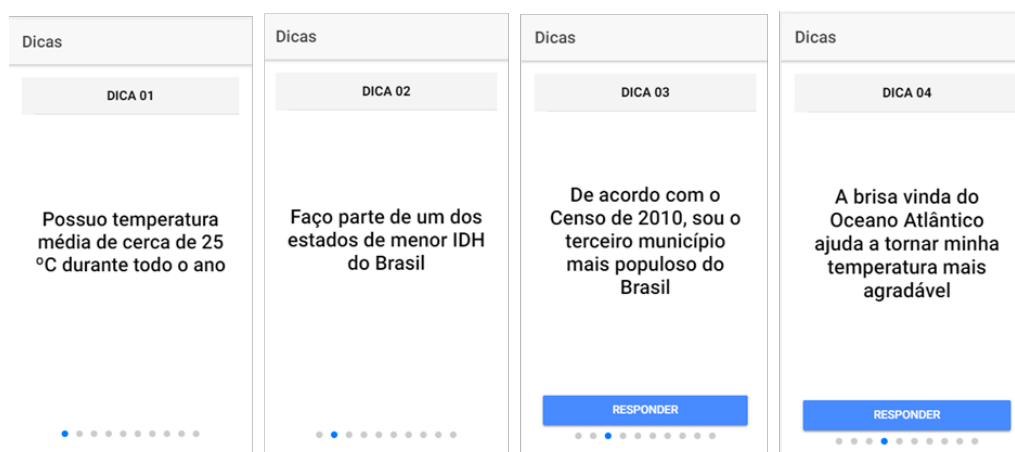 Dicas
DICA 01
Possuo temperatura
média de cerca de 25
ºC durante todo o ano
Dicas
DICA 02
Faço parte de um dos
estados de menor IDH
do Brasil
Dicas
DICA 03
De acordo com o
Censo de 2010, sou o
terceiro município
mais populoso do
Brasil
RESPONDER
Dicas
DICA 04
A brisa vinda do
Oceano Atlântico
ajuda a tornar minha
temperatura mais
agradável
RESPONDER